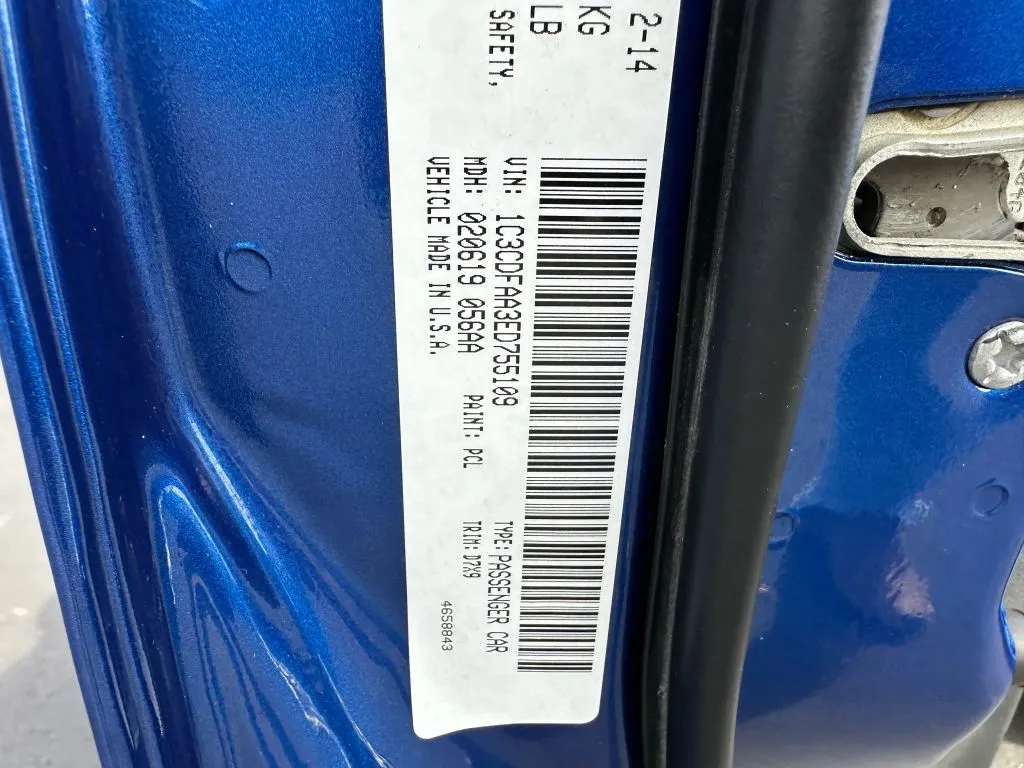 2-14
KG
LB
SAFETY,
VIN: 1C3CDFAA3ED755109 TYPE: PASSENGER CAR
MDH: 020619 056AA PAINT: PCL TRIM: D7X9
VEHICLE MADE IN U.S.A. 4658843